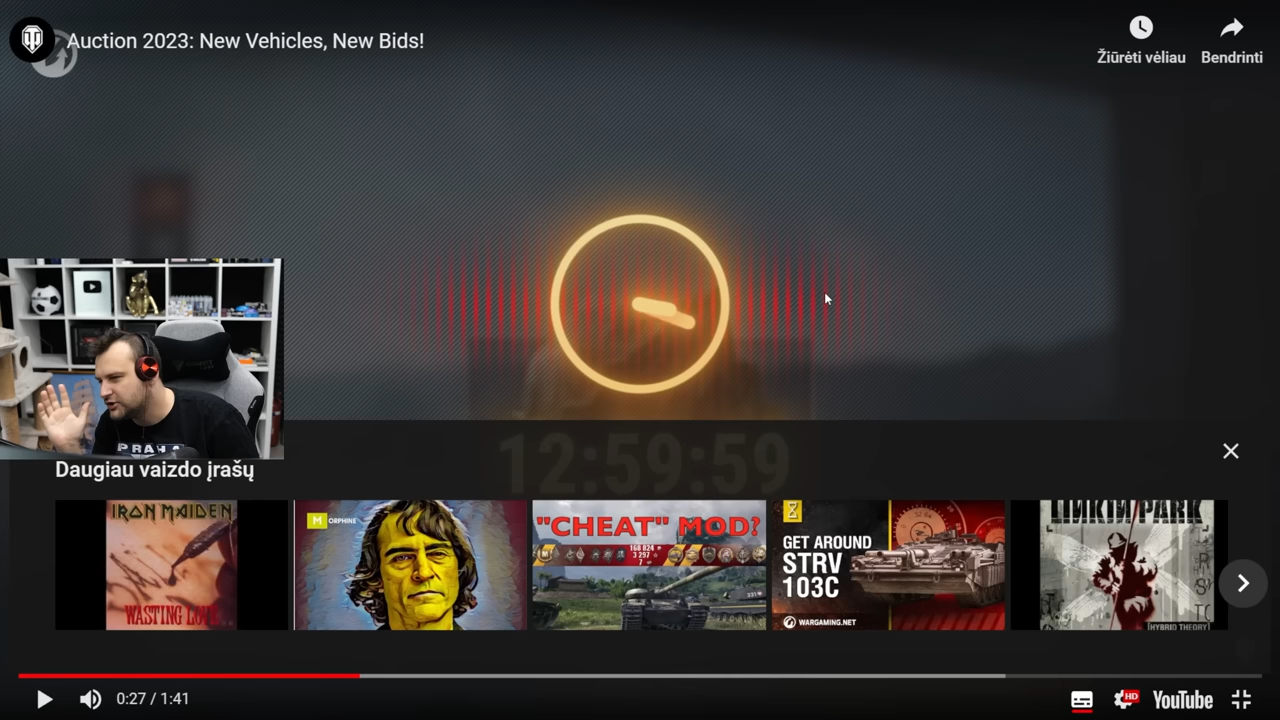 Auction 2023: New Vehicles, New Bids!
Žiūrėti vėliau
Bendrinti
12:59:59
PRAHA
Daugiau vaizdo įrašų
IRON MAIDEN
WASTING LOVE
M ORPHINE
"CHEAT" MOD?
168 824
3 297
7
GET AROUND
STRV
103C
WARGAMING.NET
LINKIN PARK
[HYBRID THEORY]
0:27 / 1:41
HD
YouTube